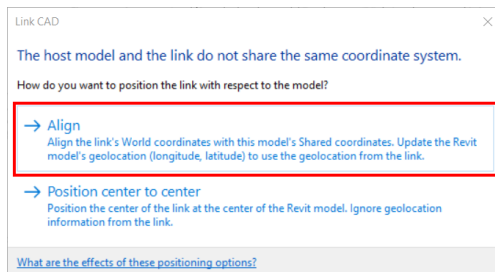 Link CAD
The host model and the link do not share the same coordinate system.
How do you want to position the link with respect to the model?
Align
Align the link's World coordinates with this model's Shared coordinates. Update the Revit
model's geolocation (longitude, latitude) to use the geolocation from the link.
Position center to center
Position the center of the link at the center of the Revit model. Ignore geolocation
information from the link.
What are the effects of these positioning options?